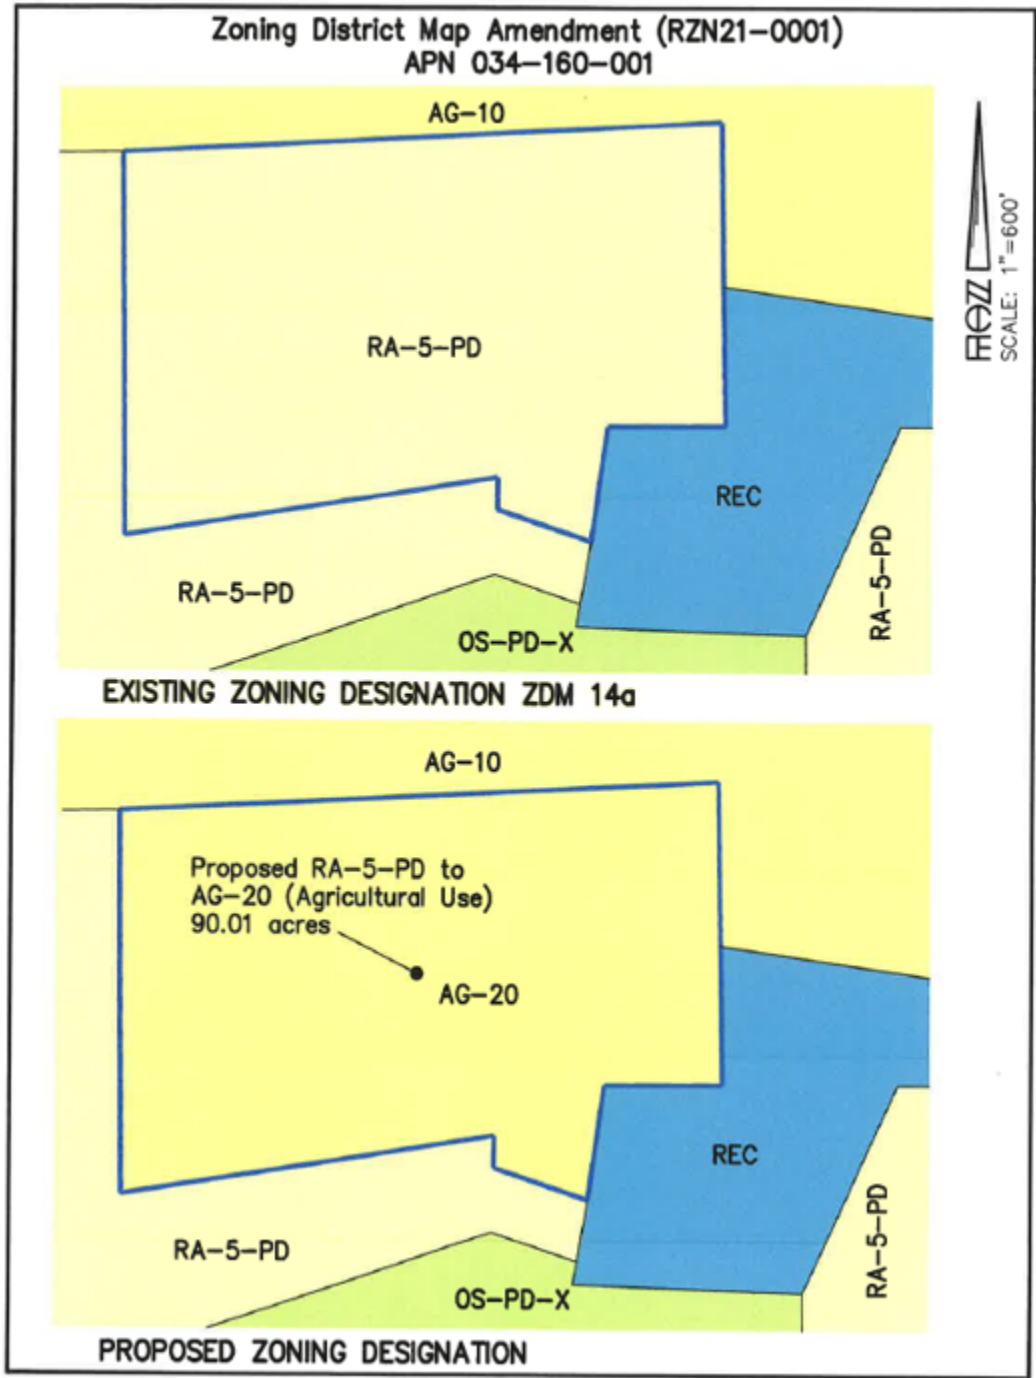 Zoning District Map Amendment (RZN21-0001)
APN 034-160-001
AG-10
RA-5-PD
REC
RA-5-PD
RA-5-PD
OS-PD-X
SCALE: 1"=600'
EXISTING ZONING DESIGNATION ZDM 14a
AG-10
Proposed RA-5-PD to
AG-20 (Agricultural Use)
90.01 acres
AG-20
REC
RA-5-PD
RA-5-PD
OS-PD-X
PROPOSED ZONING DESIGNATION